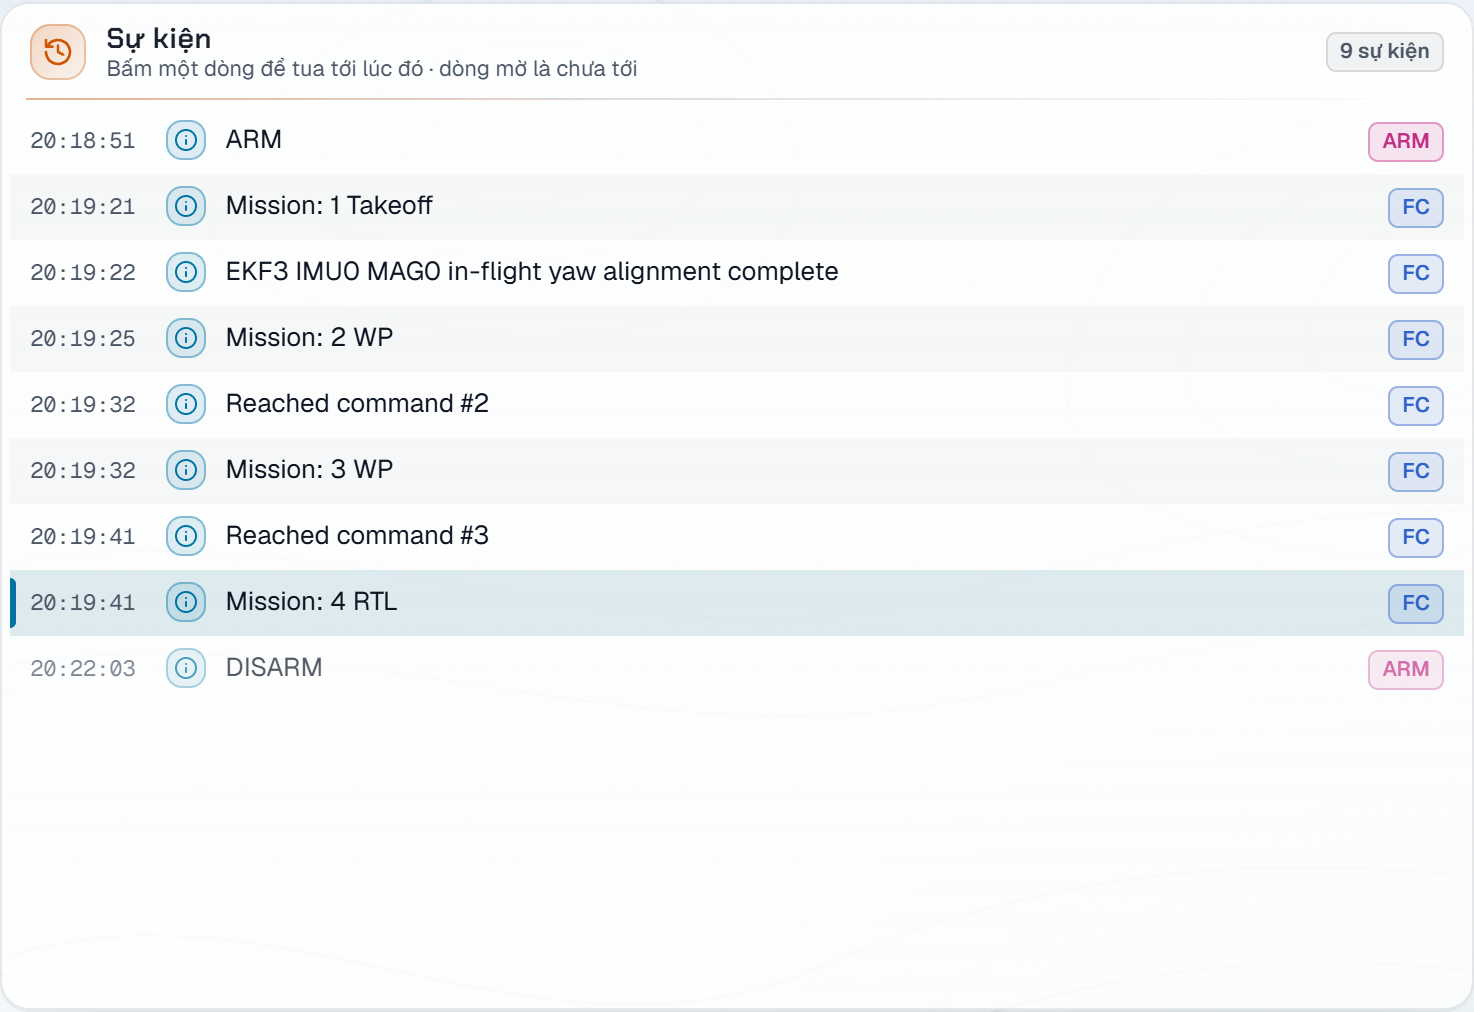 Sự kiện
Bấm một dòng để tua tới lúc đó · dòng mờ là chưa tới
9 sự kiện
20:18:51 ARM ARM
20:19:21 Mission: 1 Takeoff FC
20:19:22 EKF3 IMU0 MAG0 in-flight yaw alignment complete FC
20:19:25 Mission: 2 WP FC
20:19:32 Reached command #2 FC
20:19:32 Mission: 3 WP FC
20:19:41 Reached command #3 FC
20:19:41 Mission: 4 RTL FC
20:22:03 DISARM ARM